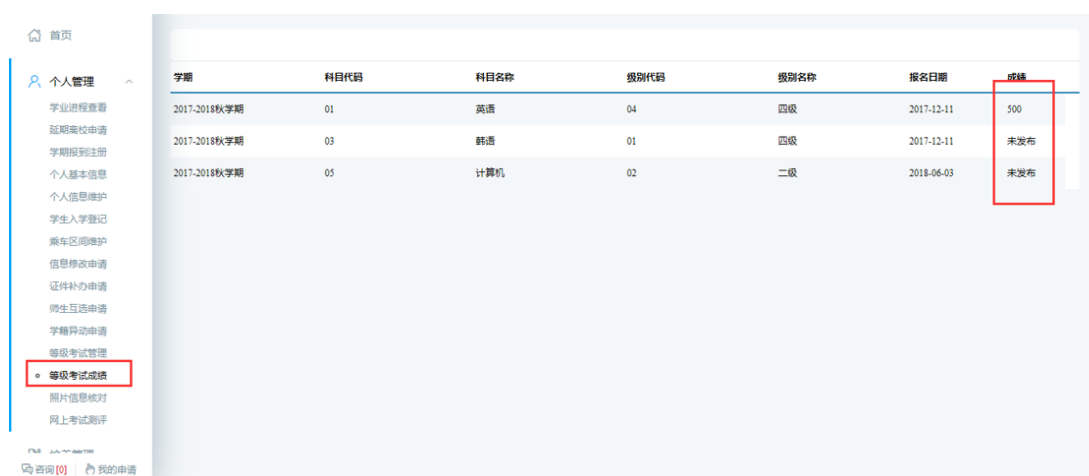 首页
个人管理
学业进程查看
延期离校申请
学期报到注册
个人基本信息
个人信息维护
学生入学登记
乘车区间维护
信息修改申请
证件补办申请
师生互选申请
学籍异动申请
等级考试管理
等级考试成绩
照片信息核对
网上考试测评
咨询[0] 我的申请
学期 科目代码 科目名称 级别代码 级别名称 报名日期 成绩
2017-2018秋学期 01 英语 04 四级 2017-12-11 500
2017-2018秋学期 03 韩语 01 四级 2017-12-11 未发布
2017-2018秋学期 05 计算机 02 二级 2018-06-03 未发布